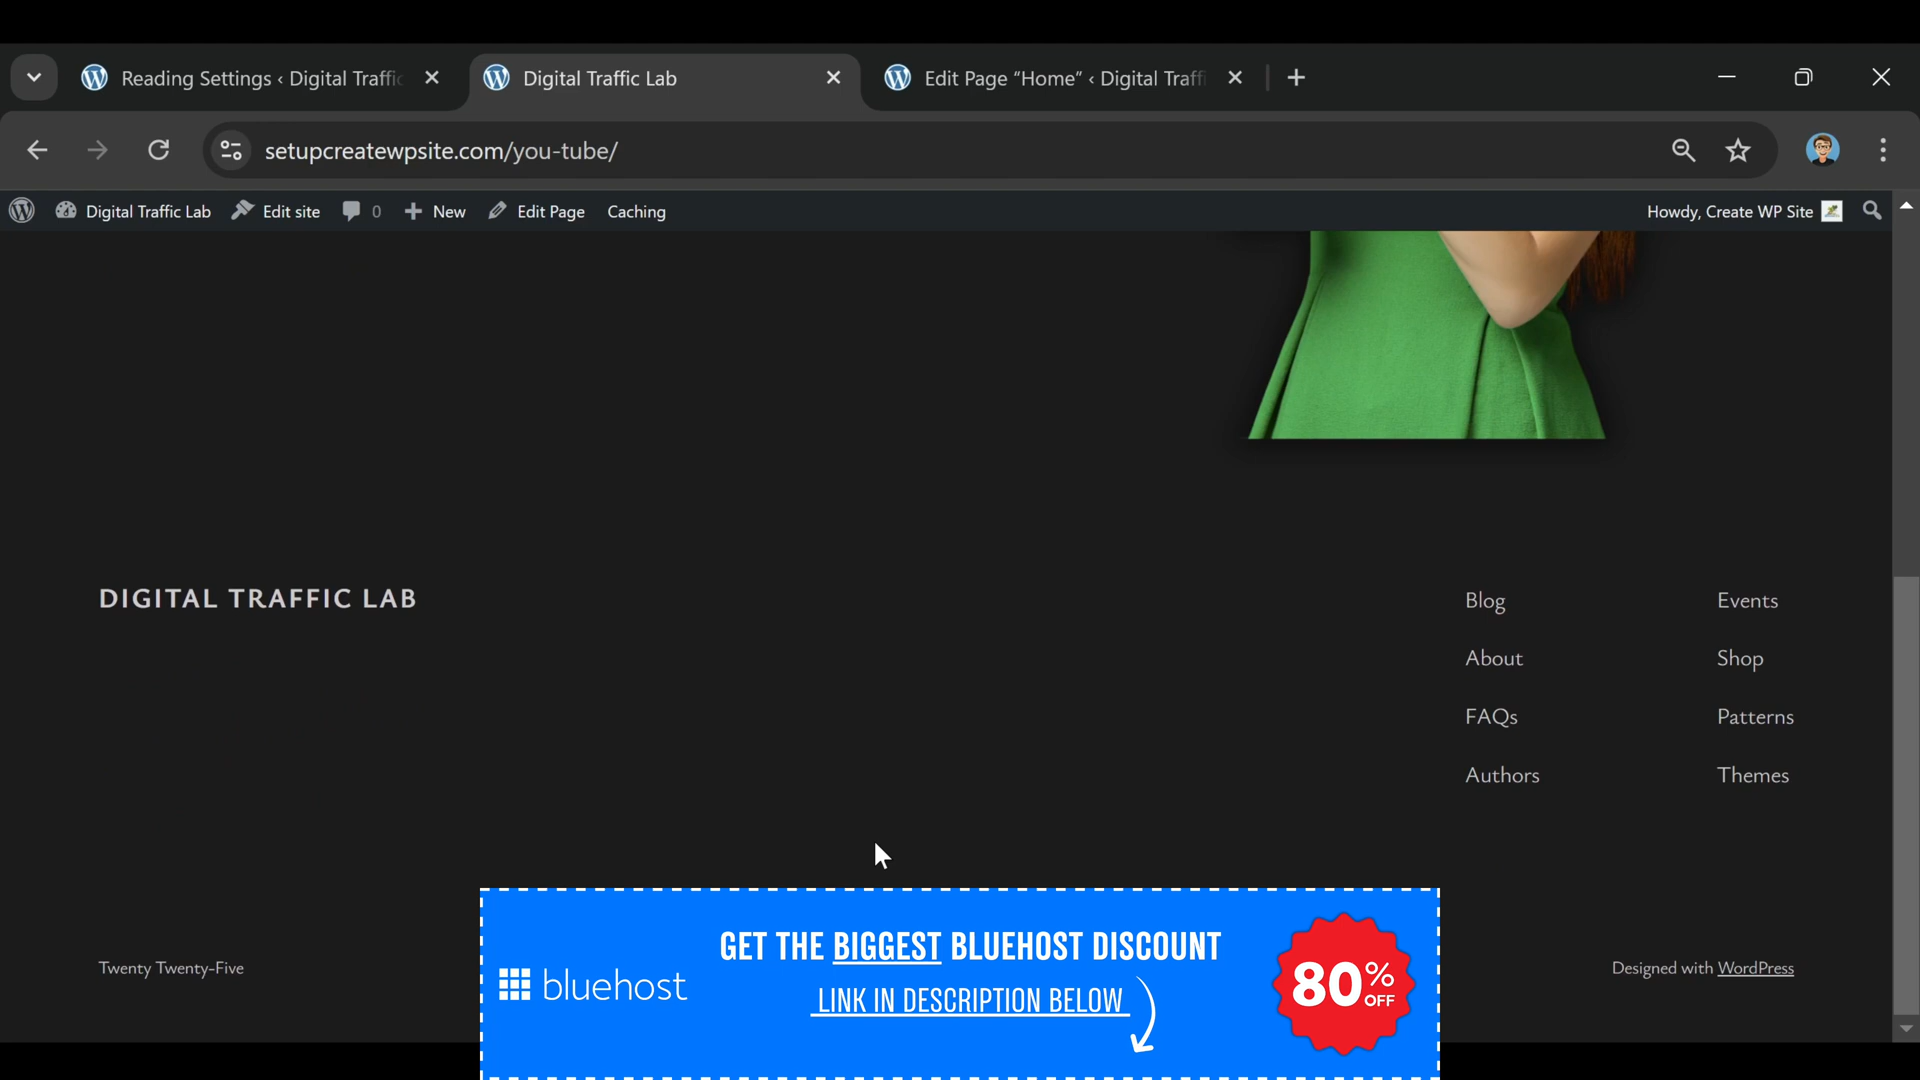 Reading Settings ‹ Digital Traffic
Digital Traffic Lab
Edit Page “Home” ‹ Digital Traff
setupcreatewpsite.com/you-tube/
Digital Traffic Lab
Edit site
0
New
Edit Page
Caching
Howdy, Create WP Site
DIGITAL TRAFFIC LAB
Blog
Events
About
Shop
FAQs
Patterns
Authors
Themes
Twenty Twenty-Five
Designed with WordPress
bluehost
GET THE BIGGEST BLUEHOST DISCOUNT
LINK IN DESCRIPTION BELOW
80% OFF